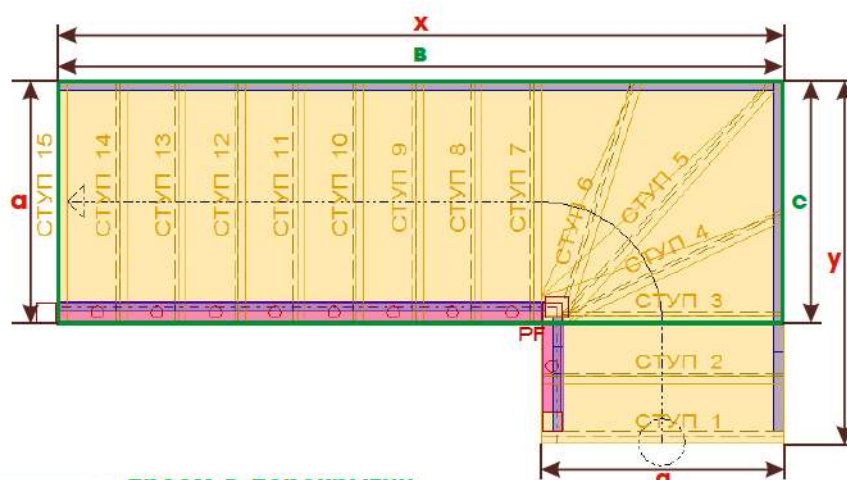 x
в
СТУП 15
СТУП 14
СТУП 13
СТУП 12
СТУП 11
СТУП 10
СТУП 9
СТУП 8
СТУП 7
СТУП 6
СТУП 5
СТУП 4
СТУП 3
СТУП 2
СТУП 1
a
c
y
PF
a